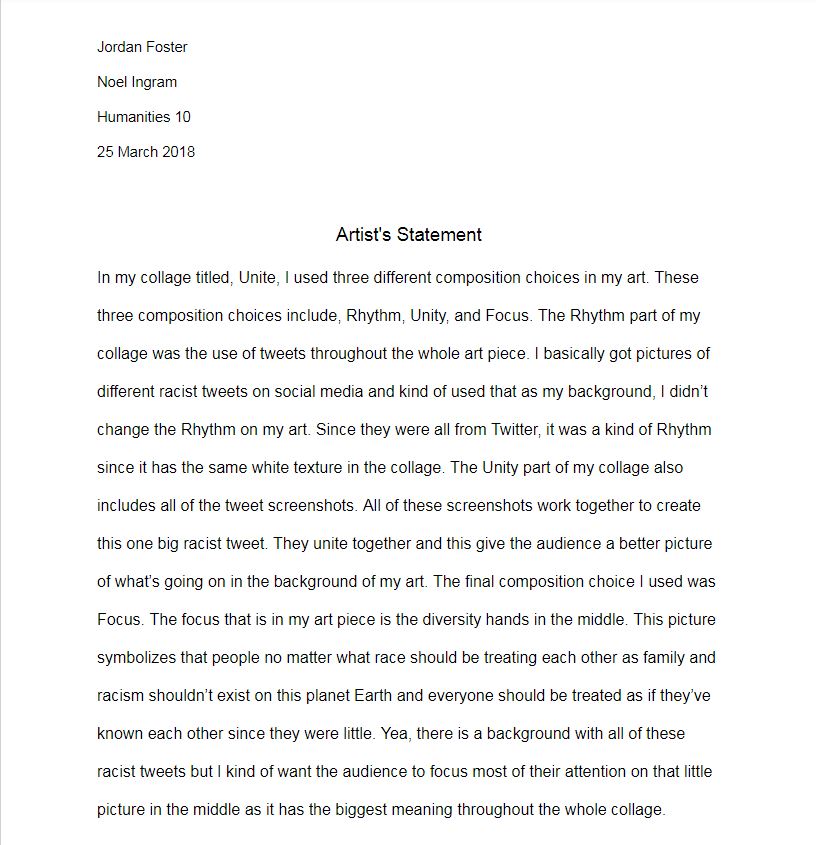 Jordan Foster
Noel Ingram
Humanities 10
25 March 2018
Artist's Statement
In my collage titled, Unite, I used three different composition choices in my art. These
three composition choices include, Rhythm, Unity, and Focus. The Rhythm part of my
collage was the use of tweets throughout the whole art piece. I basically got pictures of
different racist tweets on social media and kind of used that as my background, I didn’t
change the Rhythm on my art. Since they were all from Twitter, it was a kind of Rhythm
since it has the same white texture in the collage. The Unity part of my collage also
includes all of the tweet screenshots. All of these screenshots work together to create
this one big racist tweet. They unite together and this give the audience a better picture
of what’s going on in the background of my art. The final composition choice I used was
Focus. The focus that is in my art piece is the diversity hands in the middle. This picture
symbolizes that people no matter what race should be treating each other as family and
racism shouldn’t exist on this planet Earth and everyone should be treated as if they’ve
known each other since they were little. Yea, there is a background with all of these
racist tweets but I kind of want the audience to focus most of their attention on that little
picture in the middle as it has the biggest meaning throughout the whole collage.